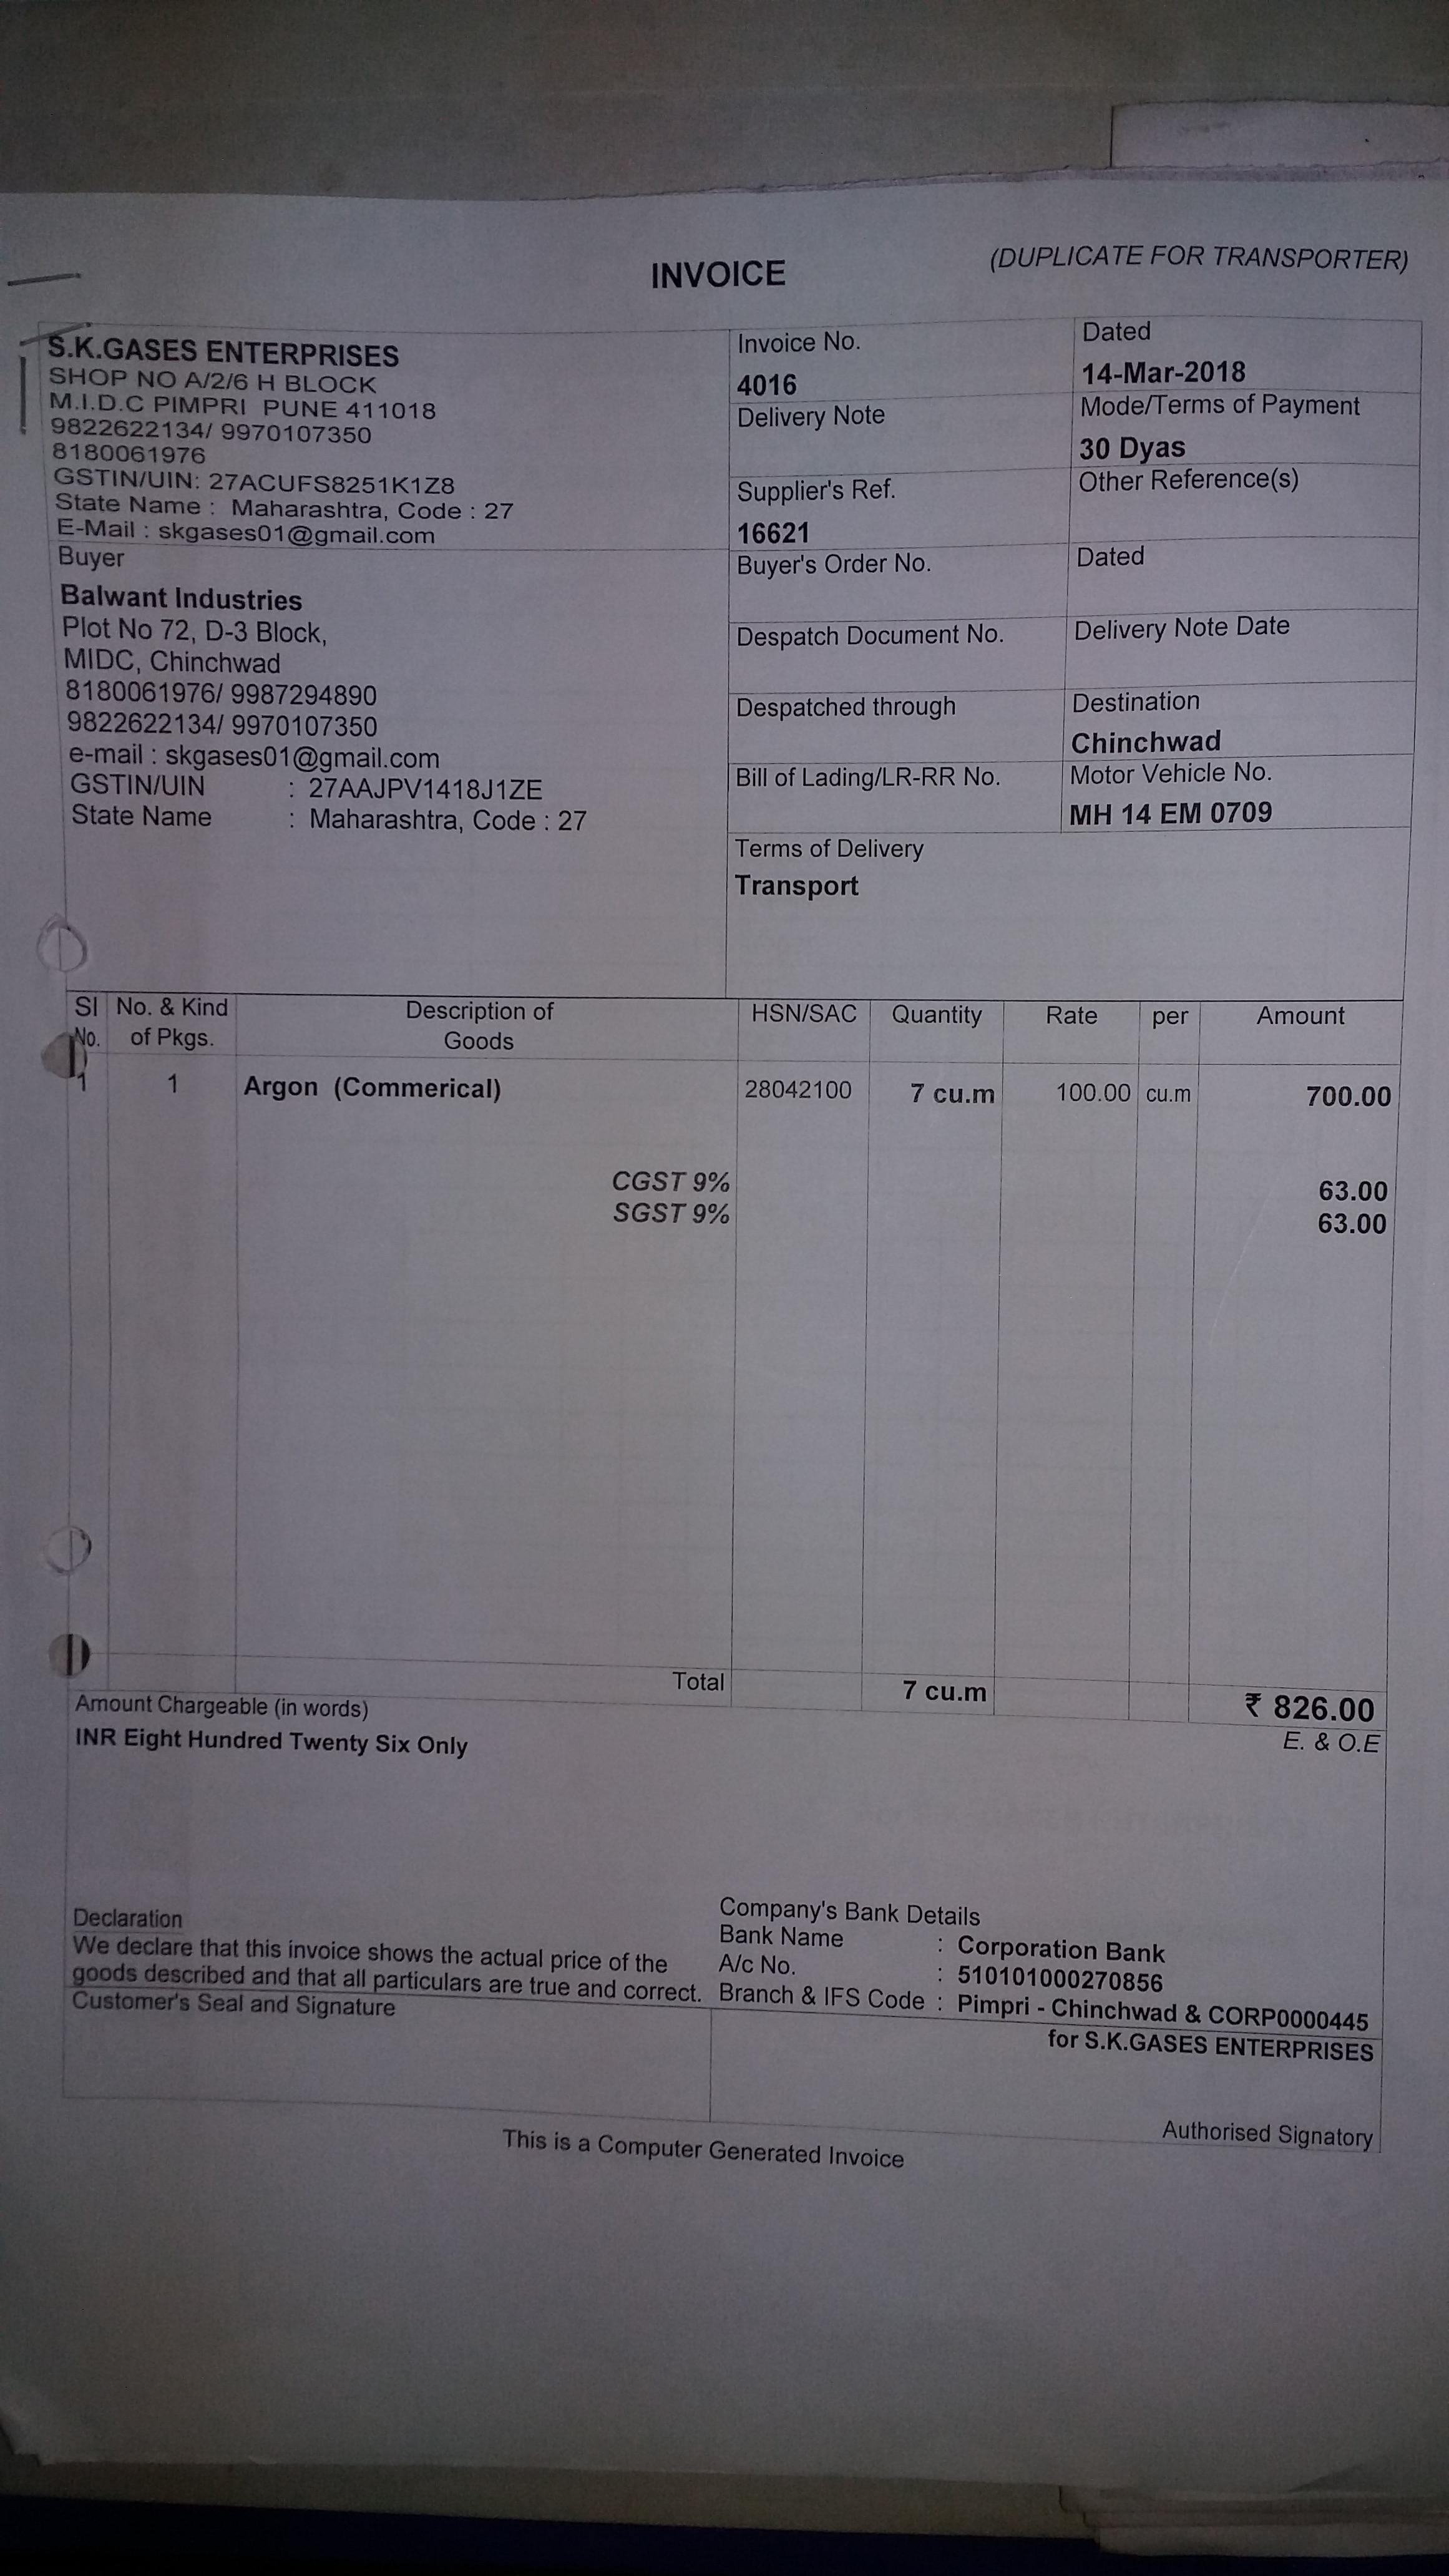 INVOICE
(DUPLICATE FOR TRANSPORTER)
S.K.GASES ENTERPRISES
SHOP NO A/2/6 H BLOCK
M.I.D.C PIMPRI PUNE 411018
9822622134/ 9970107350
8180061976
GSTIN/UIN: 27ACUFS8251K1Z8
State Name : Maharashtra, Code : 27
E-Mail : skgases01@gmail.com
Invoice No.
4016
Dated
14-Mar-2018
Delivery Note
Mode/Terms of Payment
30 Dyas
Supplier's Ref.
16621
Other Reference(s)
Buyer
Balwant Industries
Plot No 72, D-3 Block,
MIDC, Chinchwad
8180061976/ 9987294890
9822622134/ 9970107350
e-mail : skgases01@gmail.com
GSTIN/UIN : 27AAJPV1418J1ZE
State Name : Maharashtra, Code : 27
Buyer's Order No.
Dated
Despatch Document No.
Delivery Note Date
Despatched through
Destination
Chinchwad
Bill of Lading/LR-RR No.
Motor Vehicle No.
MH 14 EM 0709
Terms of Delivery
Transport
SI No. No. & Kind of Pkgs. Description of Goods HSN/SAC Quantity Rate per Amount
1 1 Argon (Commerical) 28042100 7 cu.m 100.00 cu.m 700.00
CGST 9% 63.00
SGST 9% 63.00
Total 7 cu.m ₹ 826.00
Amount Chargeable (in words)
E. & O.E
INR Eight Hundred Twenty Six Only
Declaration
We declare that this invoice shows the actual price of the
goods described and that all particulars are true and correct.
Company's Bank Details
Bank Name : Corporation Bank
A/c No. : 510101000270856
Branch & IFS Code : Pimpri - Chinchwad & CORP0000445
Customer's Seal and Signature
for S.K.GASES ENTERPRISES
Authorised Signatory
This is a Computer Generated Invoice